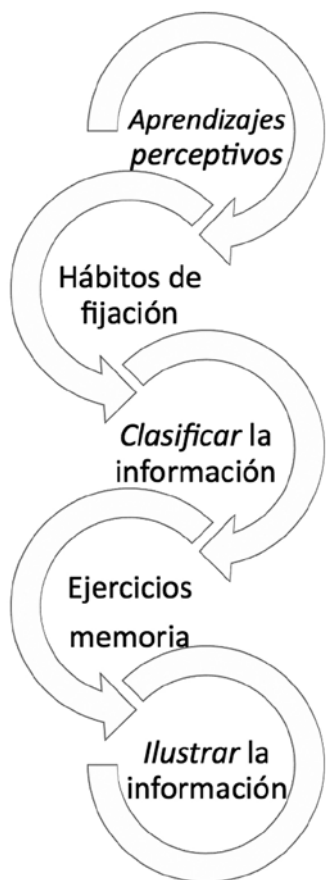 Aprendizajes
perceptivos
Hábitos de
fijación
Clasificar la
información
Ejercicios
memoria
Ilustrar la
información